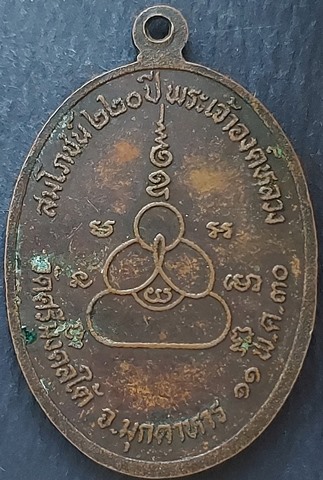 สมโภชน์ ๒๒๐ ปี พระเจ้าองค์หลวง
วัดศรีมงคลใต้ จ.มุกดาหาร ๑๑ พ.ค.๓๐